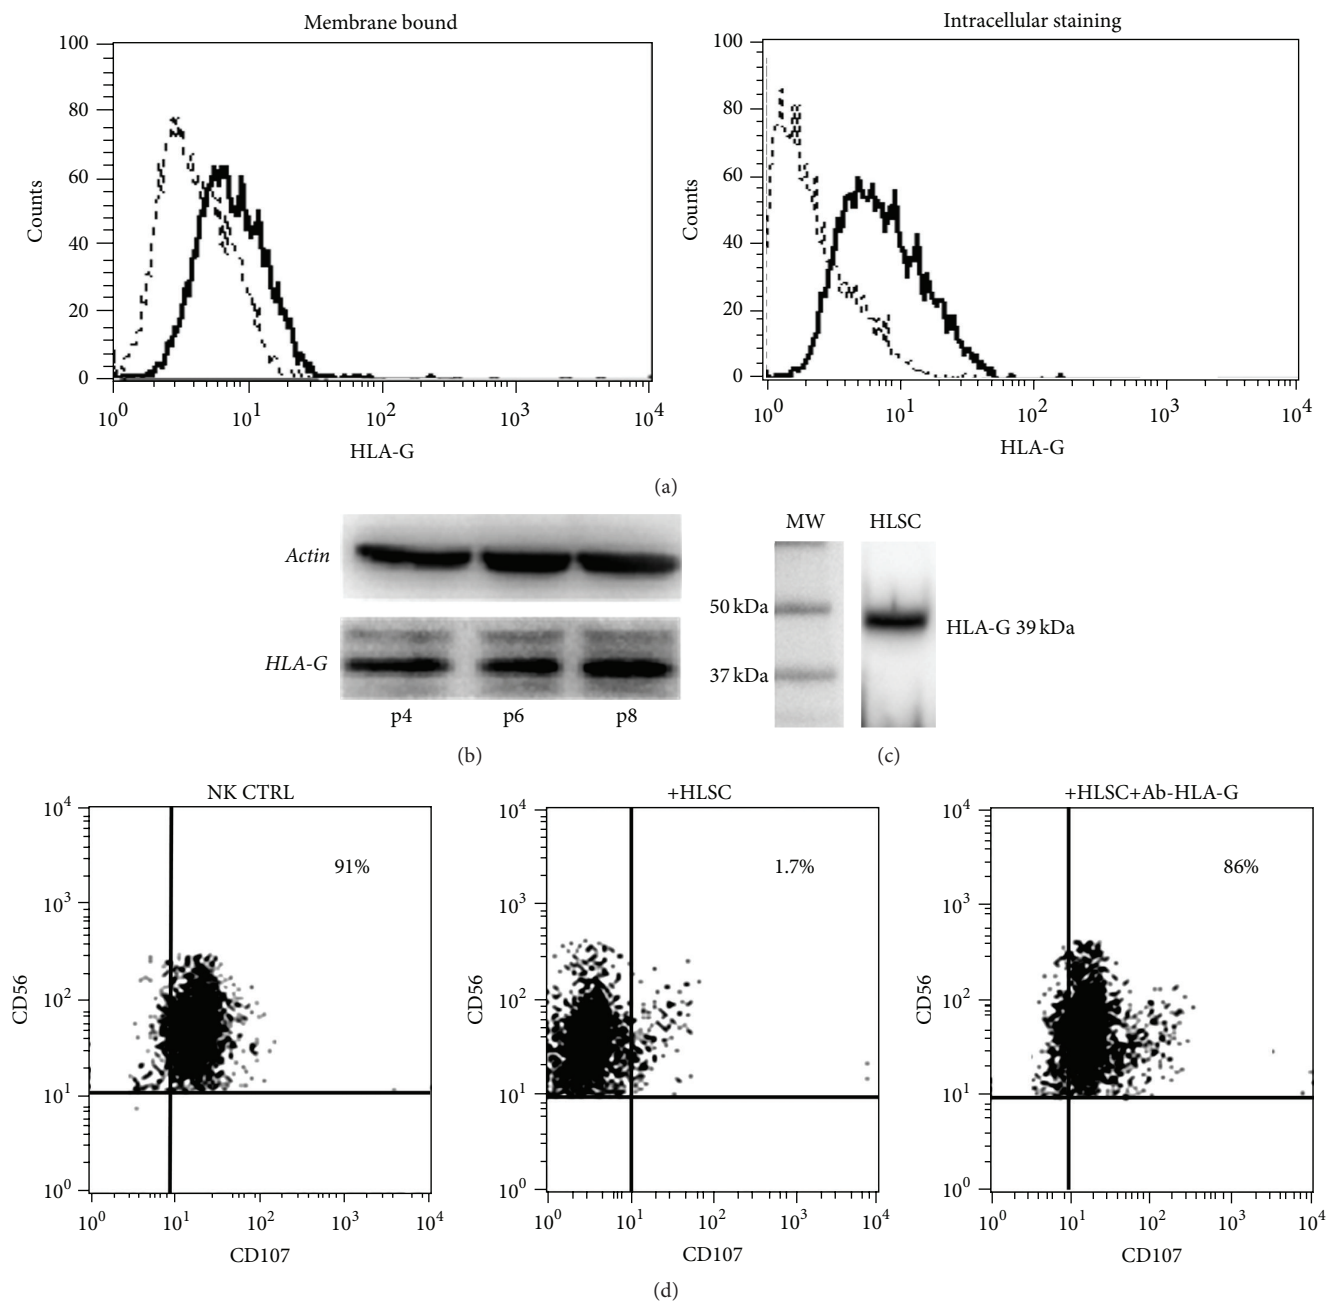 Membrane bound
Intracellular staining
100
80
60
40
20
0
Counts
10^0
10^1
10^2
10^3
10^4
HLA-G
100
80
60
40
20
0
Counts
10^0
10^1
10^2
10^3
10^4
HLA-G
(a)
Actin
HLA-G
p4
p6
p8
(b)
MW
HLSC
50 kDa
37 kDa
HLA-G 39 kDa
(c)
NK CTRL
91%
10^4
10^3
10^2
10^1
10^0
CD56
10^0
10^1
10^2
10^3
10^4
CD107
+HLSC
1.7%
10^4
10^3
10^2
10^1
10^0
CD56
10^0
10^1
10^2
10^3
10^4
CD107
+HLSC+Ab-HLA-G
86%
10^4
10^3
10^2
10^1
10^0
CD56
10^0
10^1
10^2
10^3
10^4
CD107
(d)